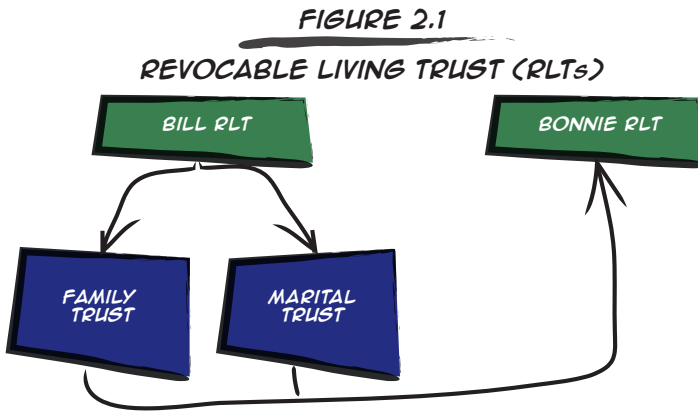 FIGURE 2.1
REVOCABLE LIVING TRUST (RLTs)
BILL RLT
BONNIE RLT
FAMILY
TRUST
MARITAL
TRUST